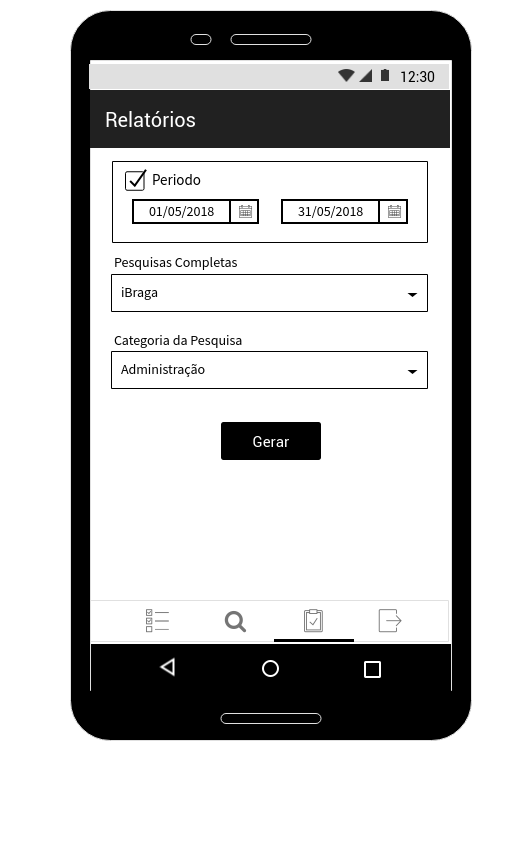 12:30
Relatórios
Periodo
01/05/2018 31/05/2018
Pesquisas Completas
iBraga
Categoria da Pesquisa
Administração
Gerar